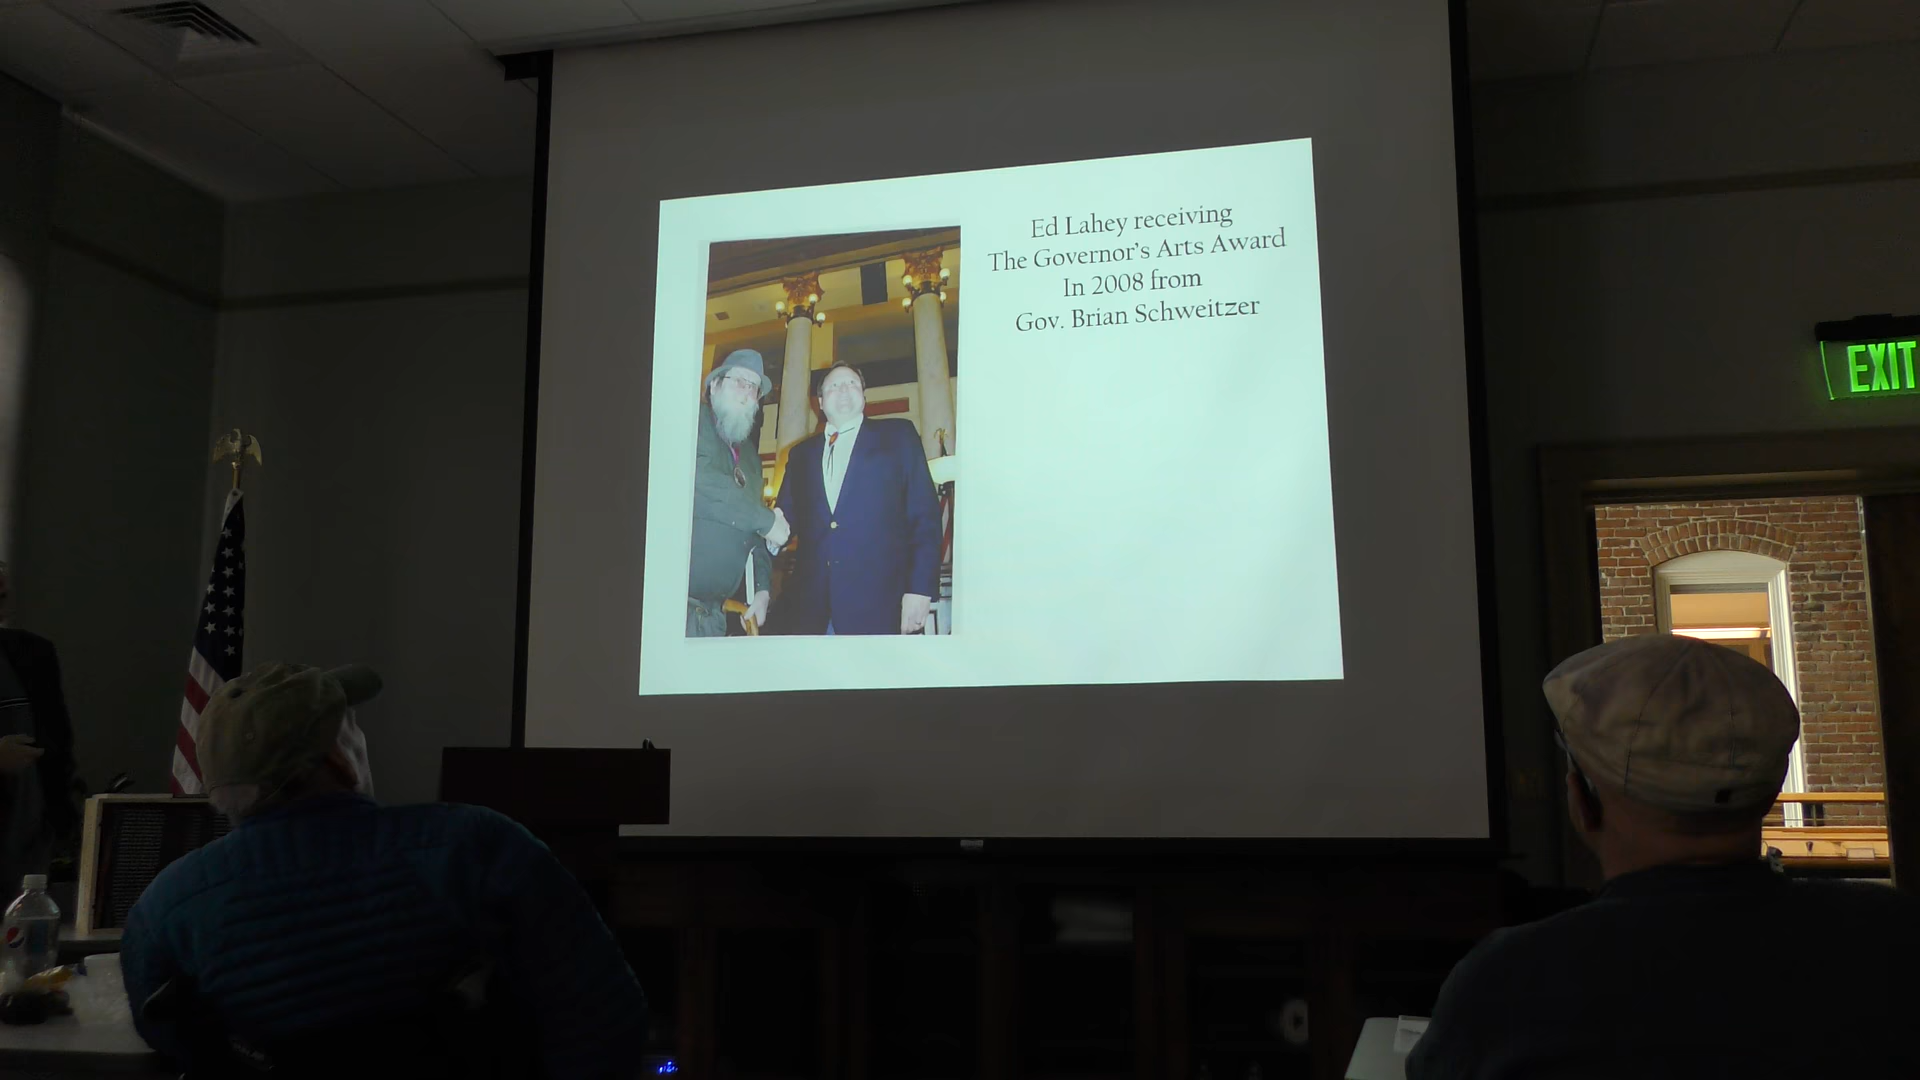 Ed Lahey receiving
The Governor's Arts Award
In 2008 from
Gov. Brian Schweitzer
EXIT